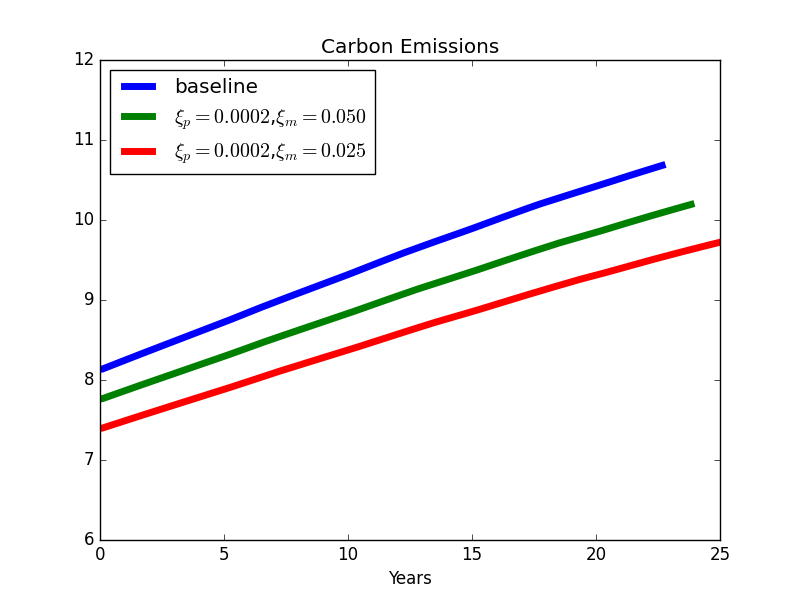 Carbon Emissions
12
11
10
9
8
7
6
baseline
ξp = 0.0002,ξm = 0.050
ξp = 0.0002,ξm = 0.025
0 5 10 15 20 25
Years